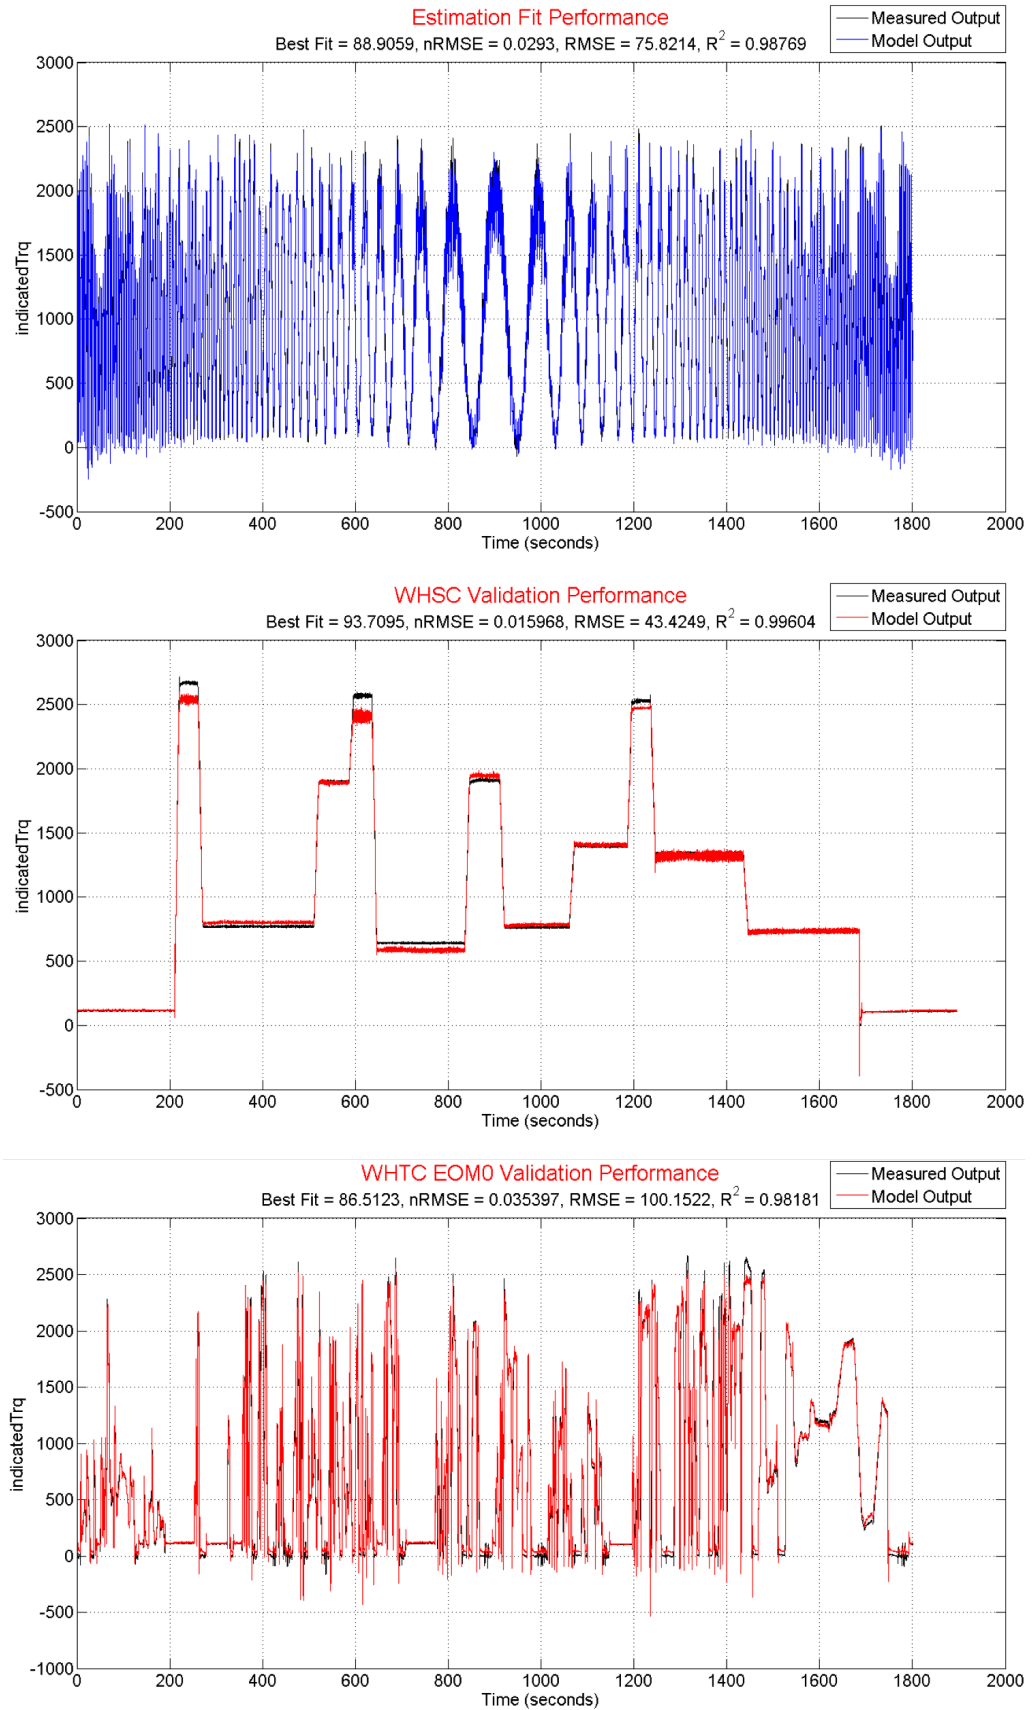 Estimation Fit Performance
Best Fit = 88.9059, nRMSE = 0.0293, RMSE = 75.8214, R² = 0.98769
Measured Output
Model Output
3000
2500
2000
1500
1000
500
0
-500
indicatedTrq
0 200 400 600 800 1000 1200 1400 1600 1800 2000
Time (seconds)
WHSC Validation Performance
Best Fit = 93.7095, nRMSE = 0.015968, RMSE = 43.4249, R² = 0.99604
Measured Output
Model Output
3000
2500
2000
1500
1000
500
0
-500
indicatedTrq
0 200 400 600 800 1000 1200 1400 1600 1800 2000
Time (seconds)
WHTC EOM0 Validation Performance
Best Fit = 86.5123, nRMSE = 0.035397, RMSE = 100.1522, R² = 0.98181
Measured Output
Model Output
3000
2500
2000
1500
1000
500
0
-500
-1000
indicatedTrq
0 200 400 600 800 1000 1200 1400 1600 1800 2000
Time (seconds)